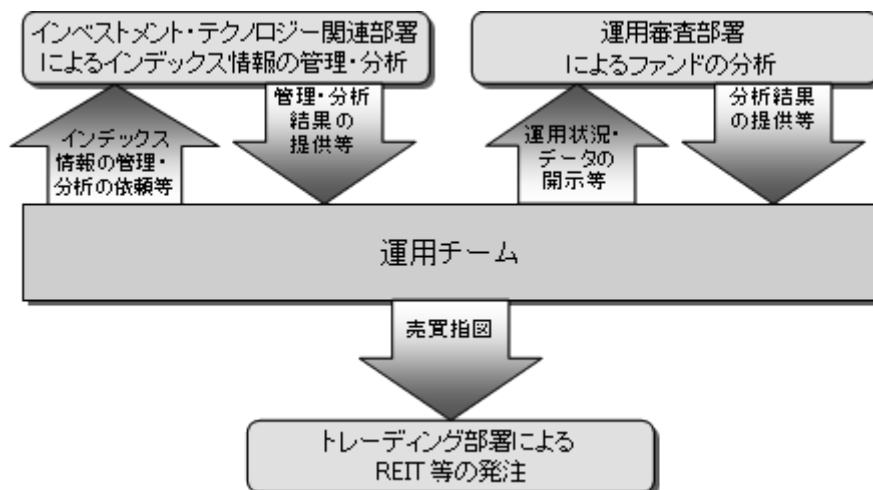 インベストメント・テクノロジー関連部署
によるインデックス情報の管理・分析
運用審査部署
によるファンドの分析
インデックス
情報の管理・
分析の依頼等
管理・分析
結果の
提供等
運用状況・
データの
開示等
分析結果
の提供等
運用チーム
売買指図
トレーディング部署による
REIT等の発注